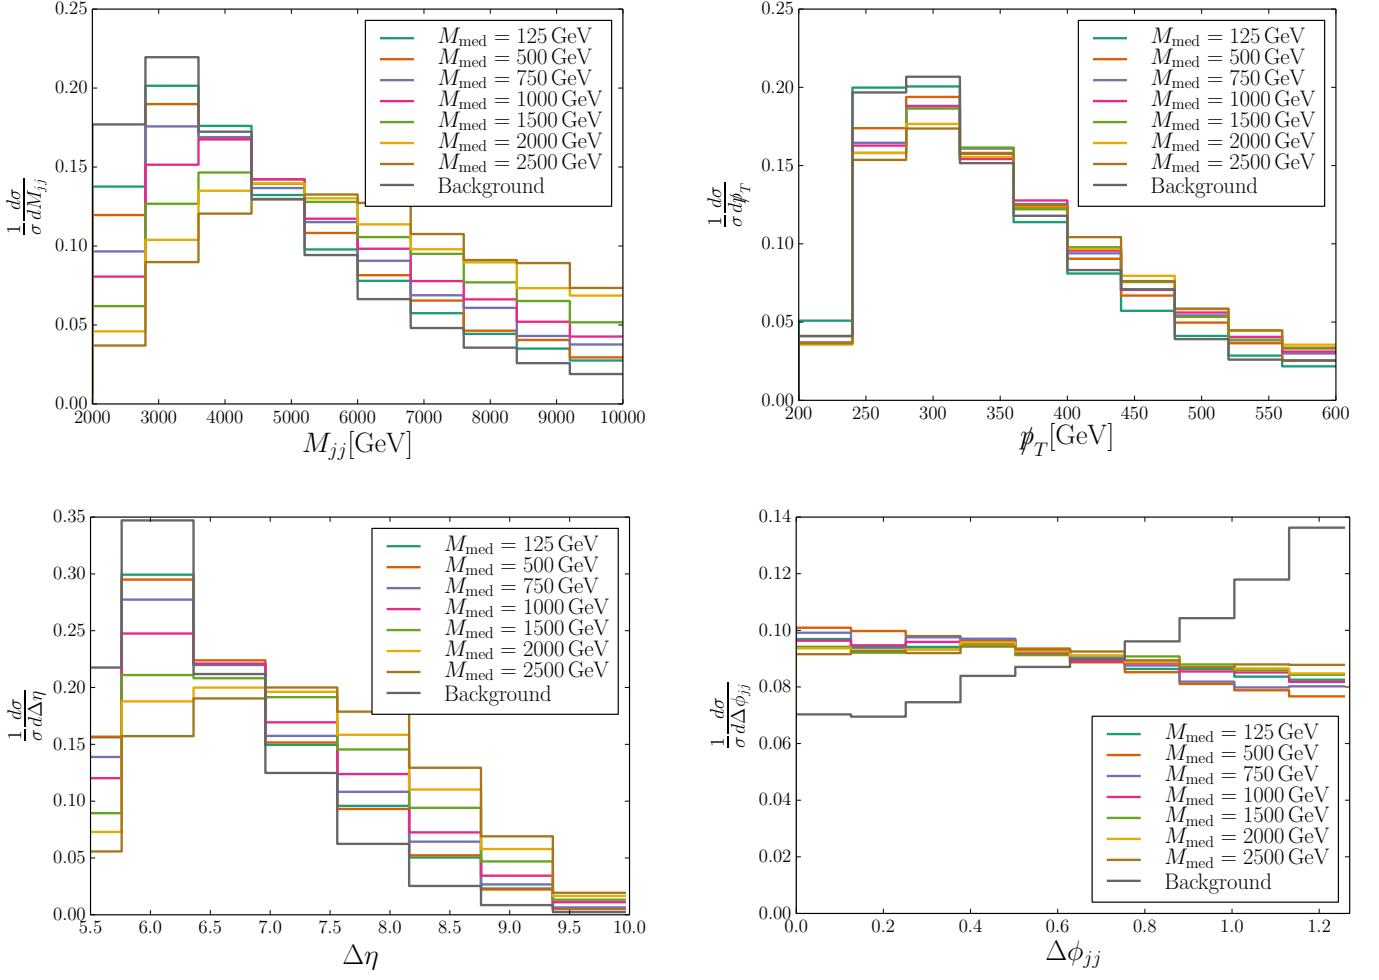 M_med = 125 GeV
M_med = 500 GeV
M_med = 750 GeV
M_med = 1000 GeV
M_med = 1500 GeV
M_med = 2000 GeV
M_med = 2500 GeV
Background
0.25
0.20
0.15
0.10
0.05
0.00
1/σ dσ/dM_jj
2000 3000 4000 5000 6000 7000 8000 9000 10000
M_jj[GeV]
M_med = 125 GeV
M_med = 500 GeV
M_med = 750 GeV
M_med = 1000 GeV
M_med = 1500 GeV
M_med = 2000 GeV
M_med = 2500 GeV
Background
0.25
0.20
0.15
0.10
0.05
0.00
1/σ dσ/dp̸_T
200 250 300 350 400 450 500 550 600
p̸_T[GeV]
M_med = 125 GeV
M_med = 500 GeV
M_med = 750 GeV
M_med = 1000 GeV
M_med = 1500 GeV
M_med = 2000 GeV
M_med = 2500 GeV
Background
0.35
0.30
0.25
0.20
0.15
0.10
0.05
0.00
1/σ dσ/dΔη
5.5 6.0 6.5 7.0 7.5 8.0 8.5 9.0 9.5 10.0
Δη
0.14
0.12
0.10
0.08
0.06
0.04
0.02
0.00
1/σ dσ/dΔϕ_jj
M_med = 125 GeV
M_med = 500 GeV
M_med = 750 GeV
M_med = 1000 GeV
M_med = 1500 GeV
M_med = 2000 GeV
M_med = 2500 GeV
Background
0.0 0.2 0.4 0.6 0.8 1.0 1.2
Δϕ_jj